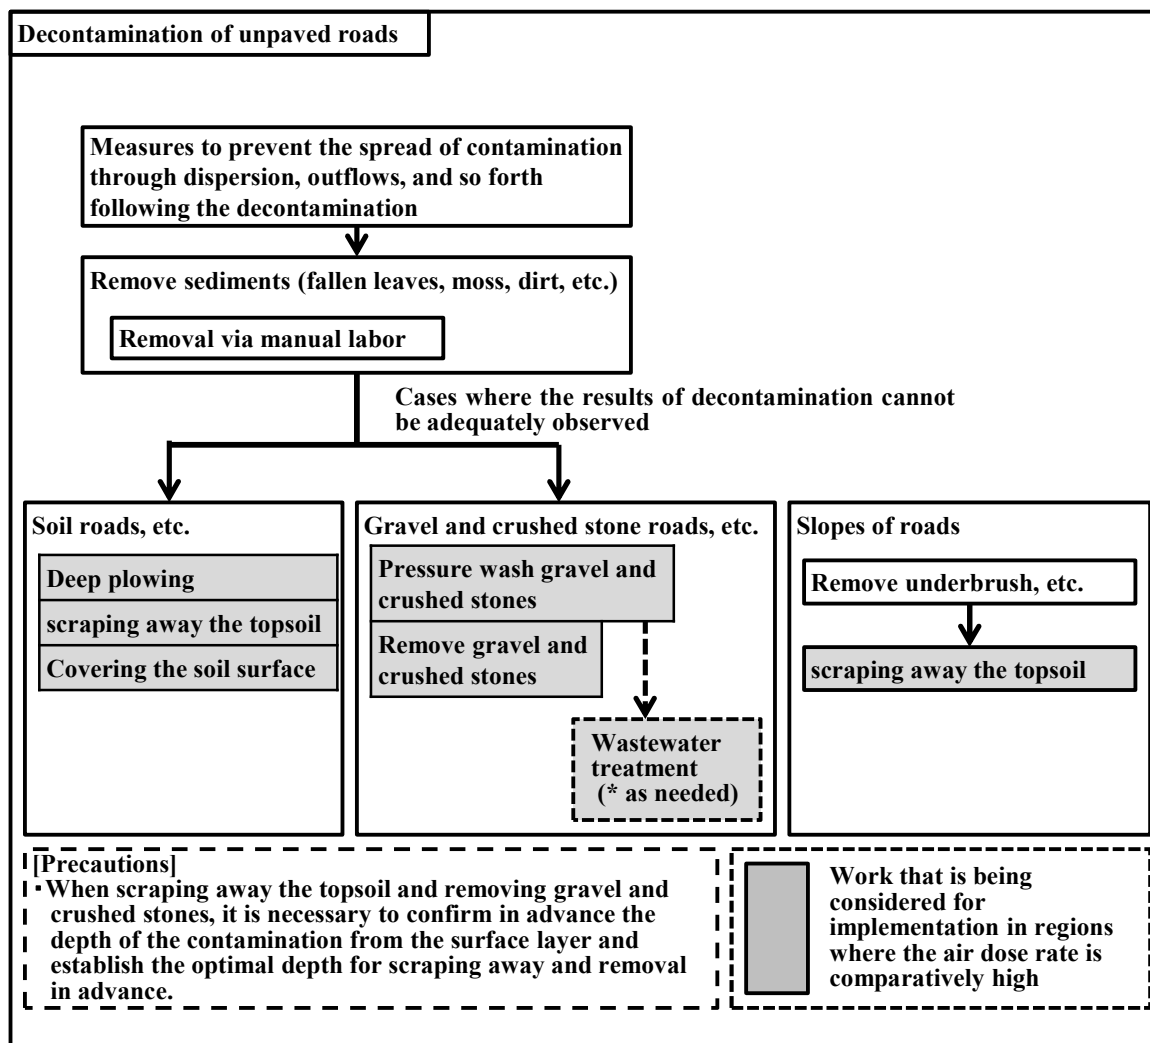 Decontamination of unpaved roads
Measures to prevent the spread of contamination
through dispersion, outflows, and so forth
following the decontamination
Remove sediments (fallen leaves, moss, dirt, etc.)
Removal via manual labor
Cases where the results of decontamination cannot
be adequately observed
Soil roads, etc.
Deep plowing
scraping away the topsoil
Covering the soil surface
Gravel and crushed stone roads, etc.
Pressure wash gravel and
crushed stones
Remove gravel and
crushed stones
Wastewater
treatment
(* as needed)
Slopes of roads
Remove underbrush, etc.
scraping away the topsoil
[Precautions]
・When scraping away the topsoil and removing gravel and
crushed stones, it is necessary to confirm in advance the
depth of the contamination from the surface layer and
establish the optimal depth for scraping away and removal
in advance.
Work that is being
considered for
implementation in regions
where the air dose rate is
comparatively high